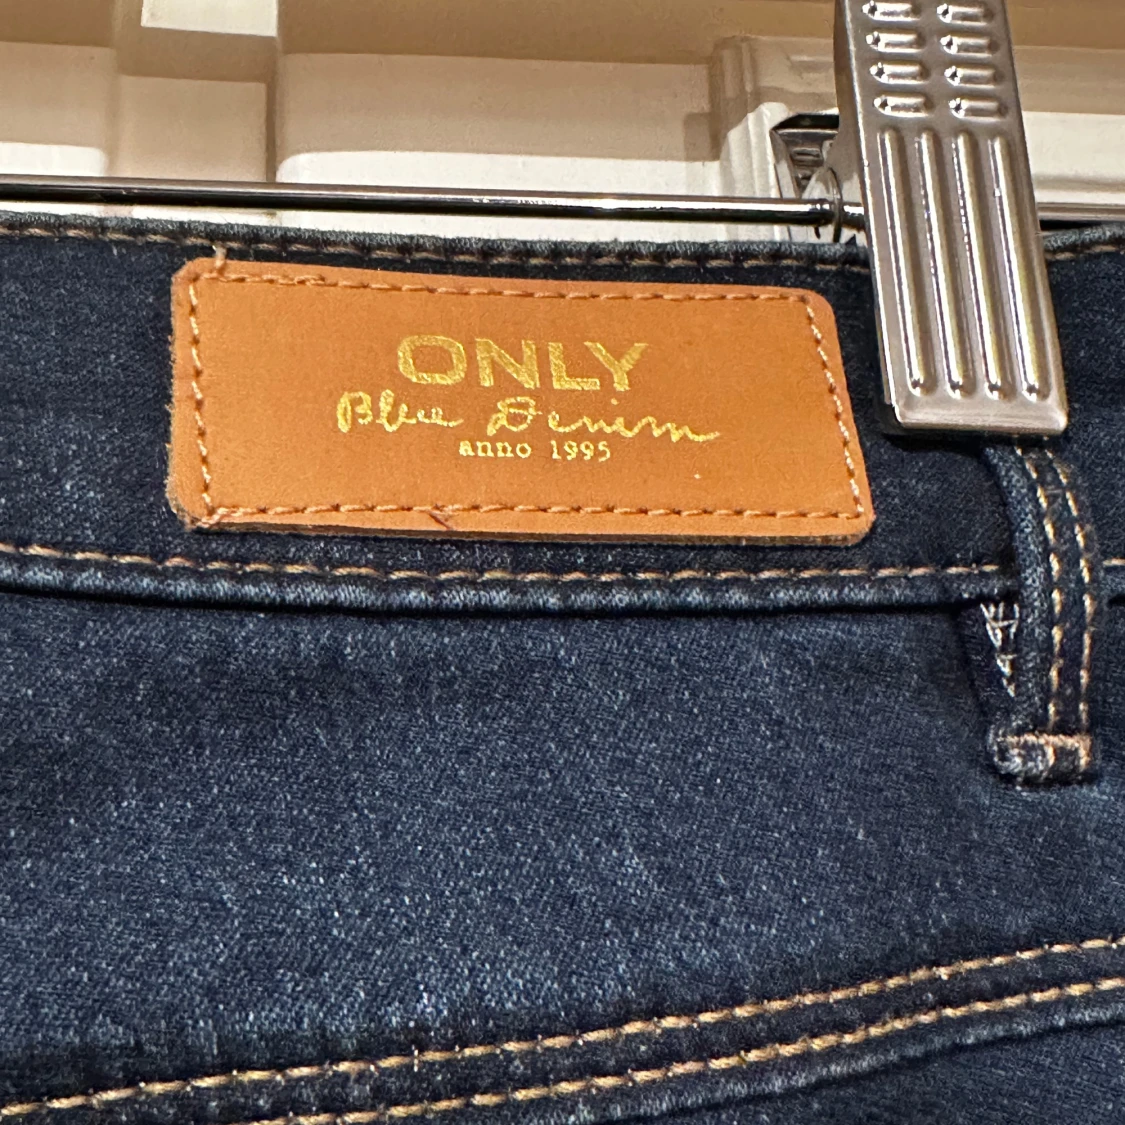 ONLY
Blue Denim
anno 1995